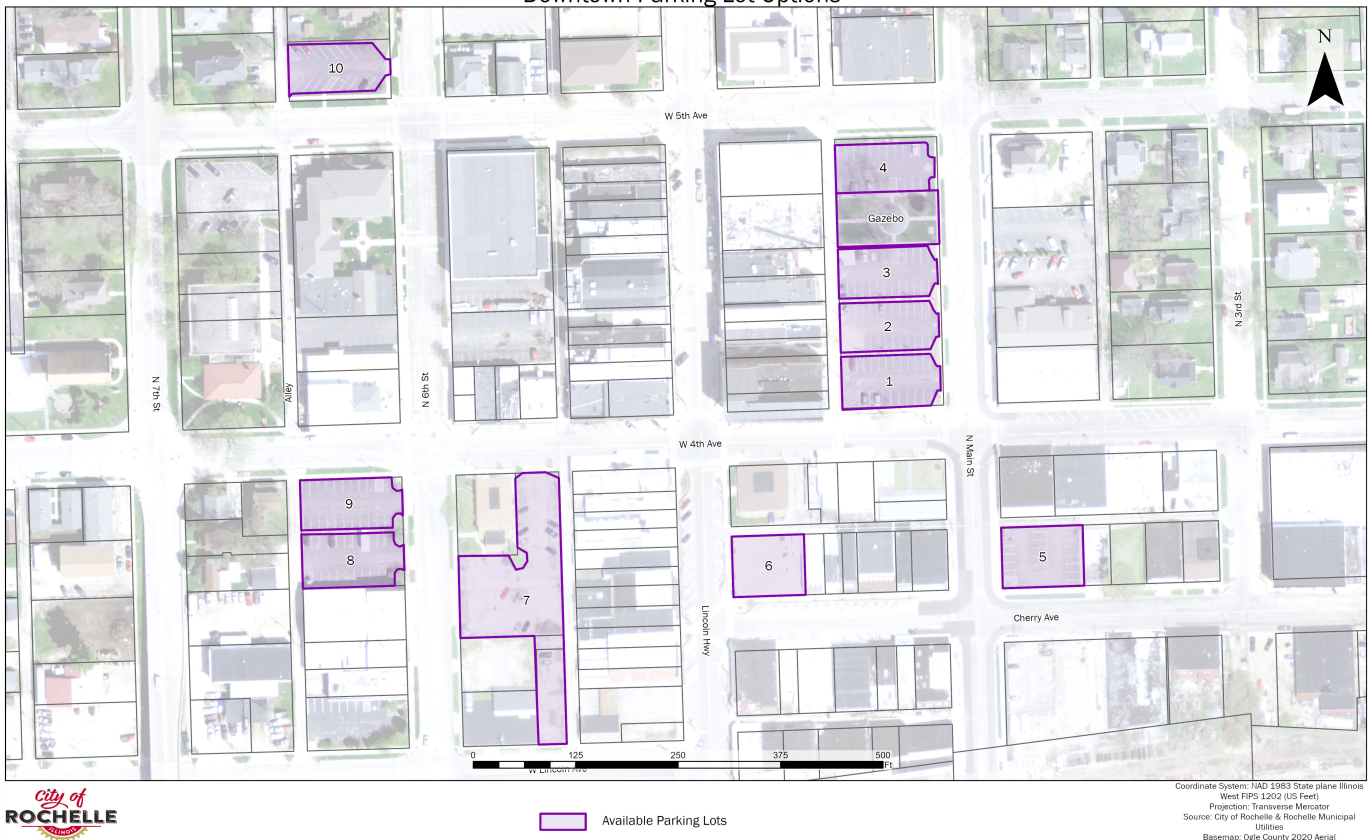 Downtown Parking Lot Options
N
10
W 5th Ave
4
Gazebo
3
2
1
N 3rd St
N 7th St
Alley
N 6th St
W 4th Ave
N Main St
9
8
7
6
5
Lincoln Hwy
Cherry Ave
0 125 250 375 500
Ft
W Lincoln Ave
City of
ROCHELLE
ILLINOIS
Available Parking Lots
Coordinate System: NAD 1983 State plane Illinois
West FIPS 1202 (US Feet)
Projection: Transverse Mercator
Source: City of Rochelle & Rochelle Municipal
Utilities
Basemap: Ogle County 2020 Aerial